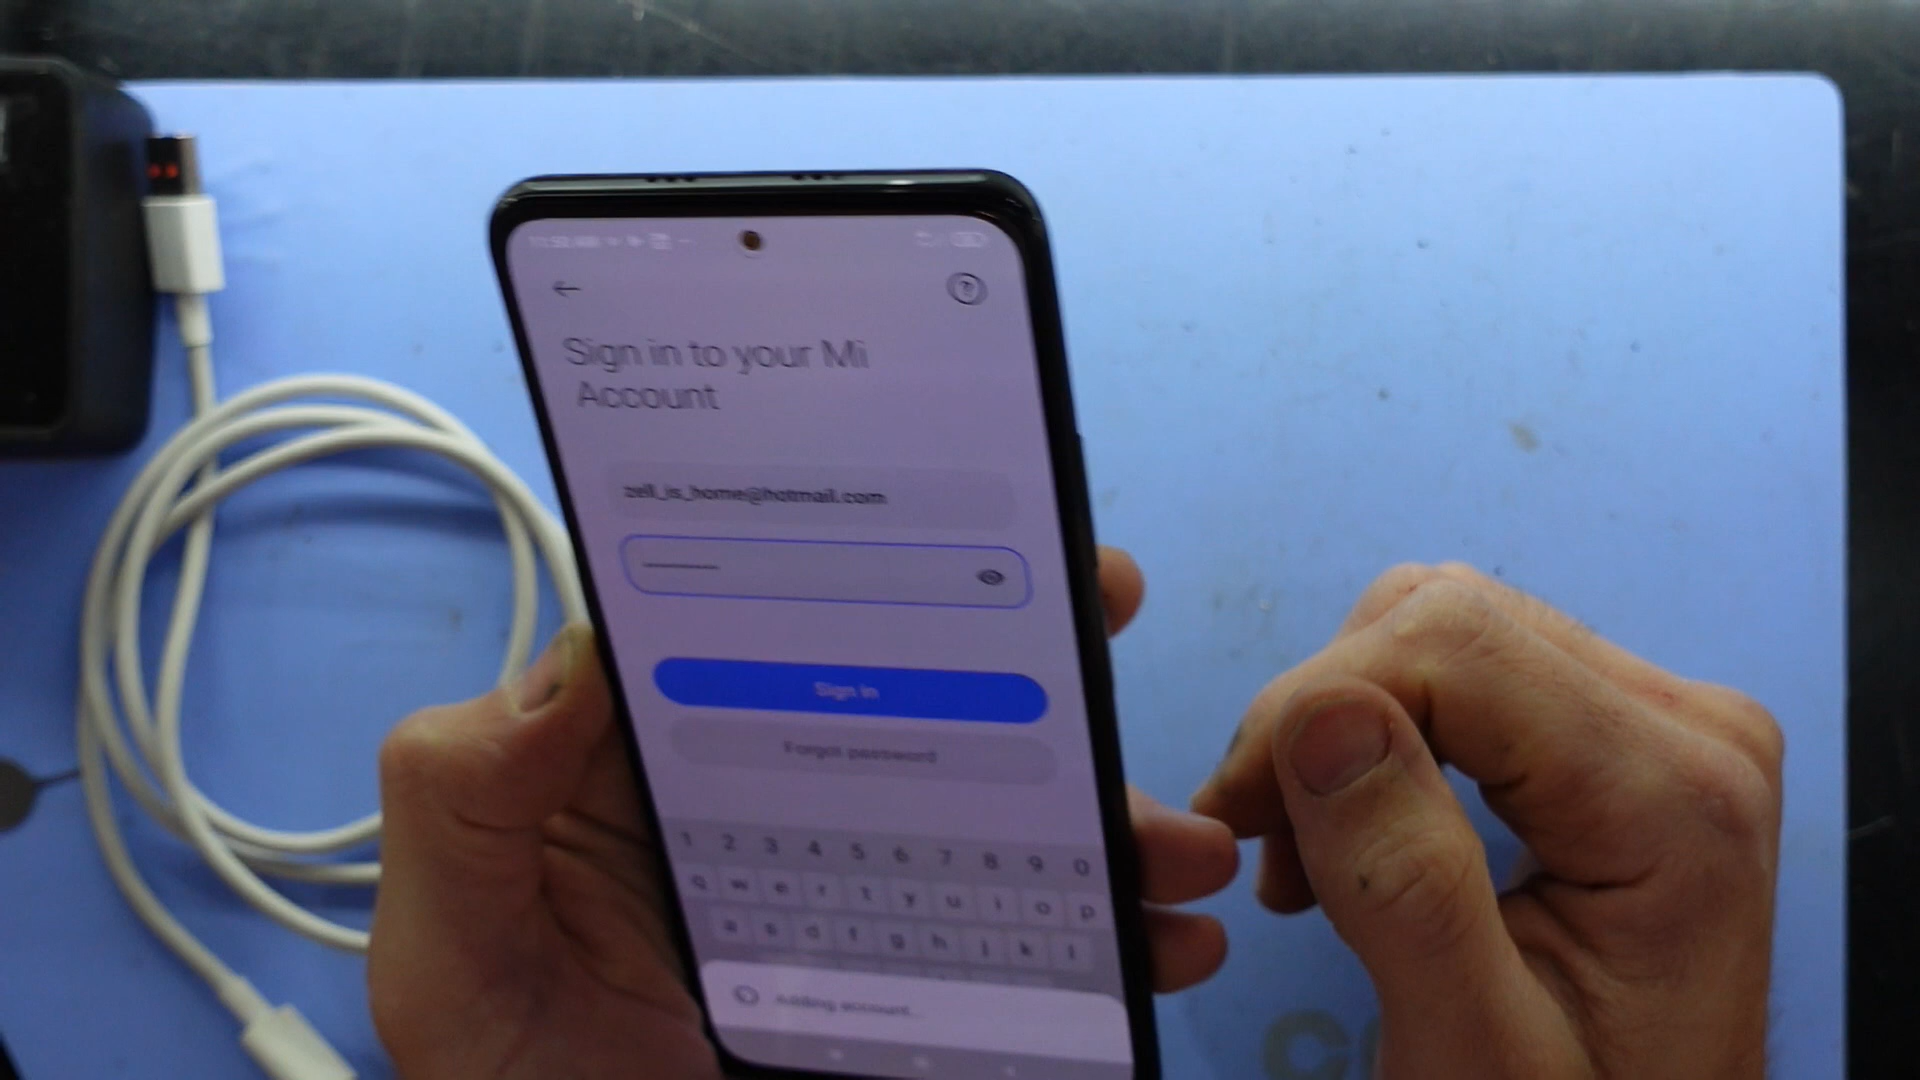 Sign in to your Mi
Account
zell_is_home@hotmail.com
Sign in
Forgot password
1 2 3 4 5 6 7 8 9 0
q w e r t y u i o p
a s d f g h j k l
Adding account...